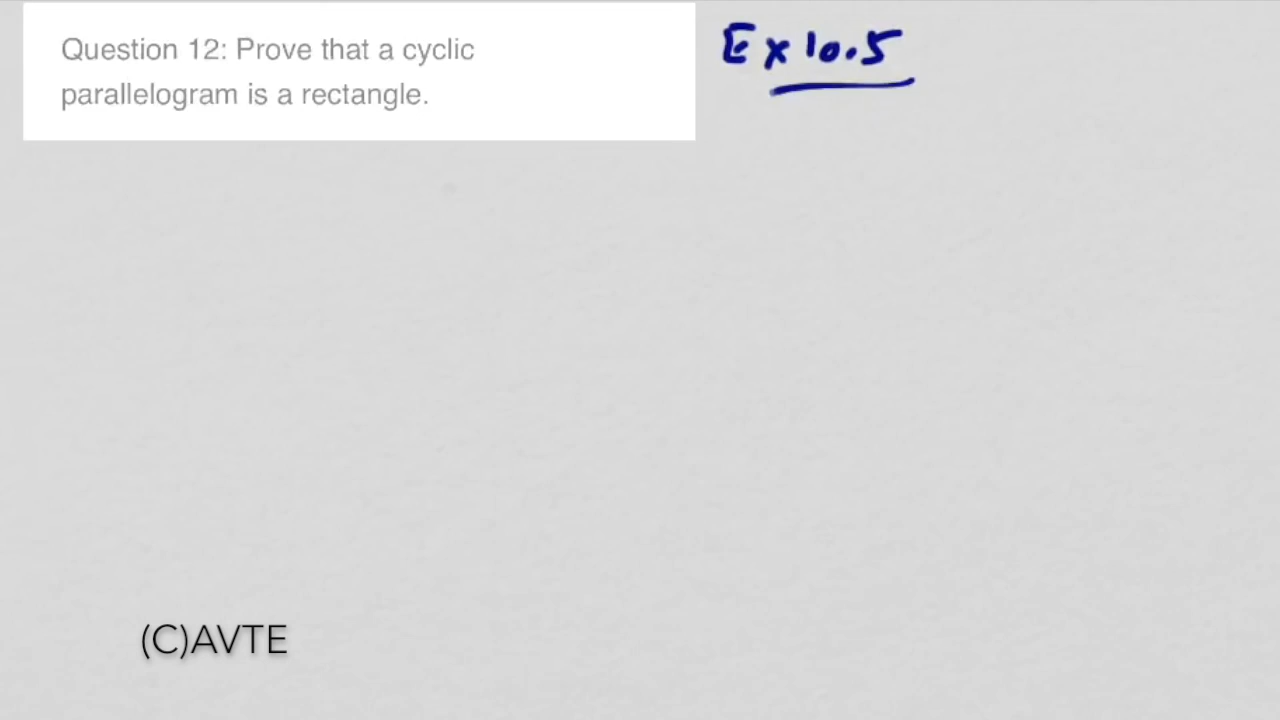 Question 12: Prove that a cyclic
parallelogram is a rectangle.
Ex 10.5
(C)AVTE